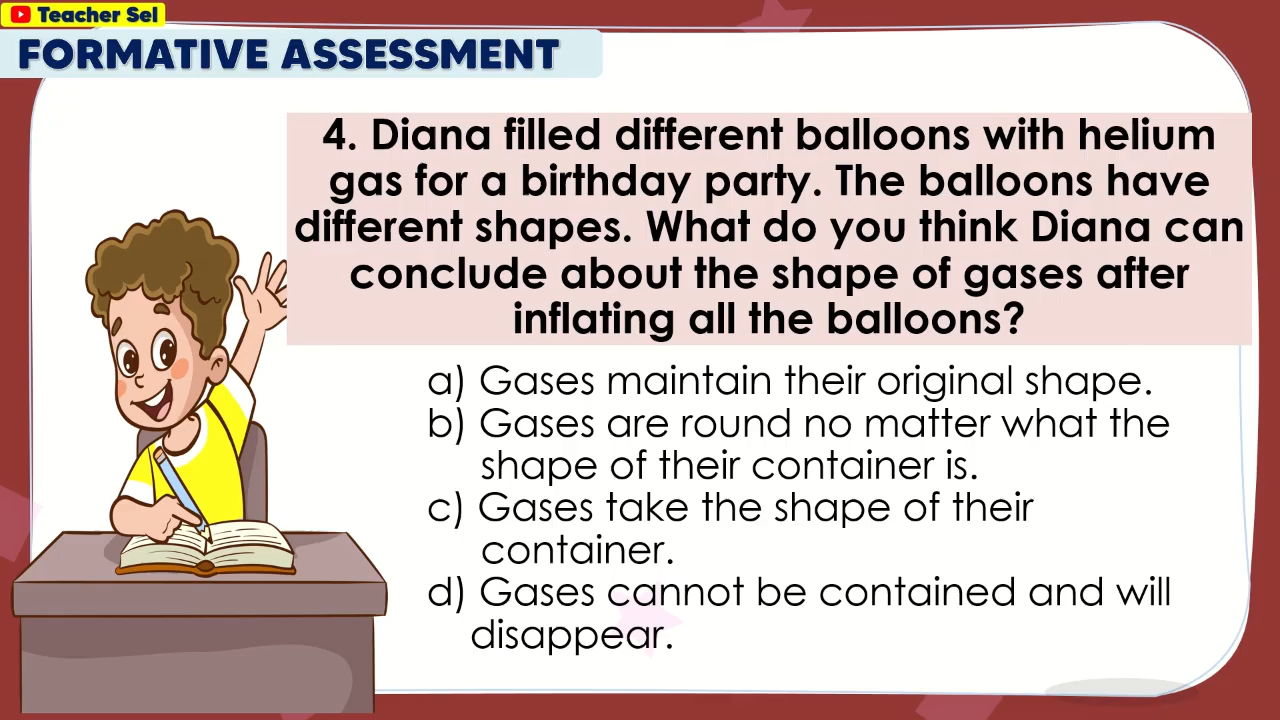 Teacher Sel
FORMATIVE ASSESSMENT
4. Diana filled different balloons with helium
gas for a birthday party. The balloons have
different shapes. What do you think Diana can
conclude about the shape of gases after
inflating all the balloons?
a) Gases maintain their original shape.
b) Gases are round no matter what the
shape of their container is.
c) Gases take the shape of their
container.
d) Gases cannot be contained and will
disappear.